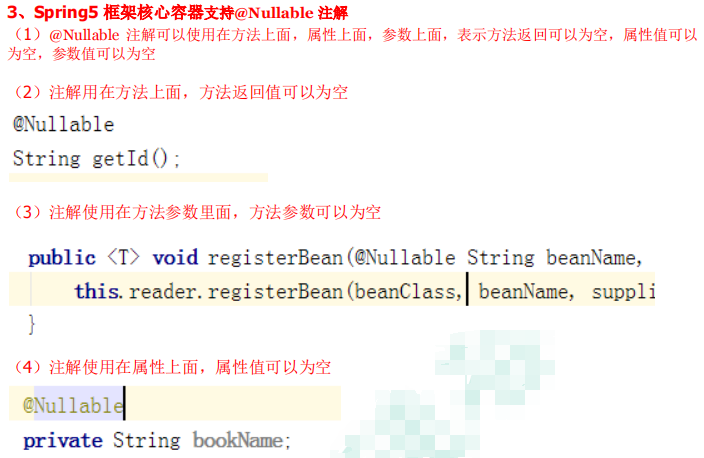 3、Spring5 框架核心容器支持@Nullable 注解
（1）@Nullable 注解可以使用在方法上面，属性上面，参数上面，表示方法返回可以为空，属性值可以
为空，参数值可以为空
（2）注解用在方法上面，方法返回值可以为空
@Nullable
String getId();
（3）注解使用在方法参数里面，方法参数可以为空
public <T> void registerBean(@Nullable String beanName,
this.reader.registerBean(beanClass, beanName, suppli
}
（4）注解使用在属性上面，属性值可以为空
@Nullable
private String bookName;